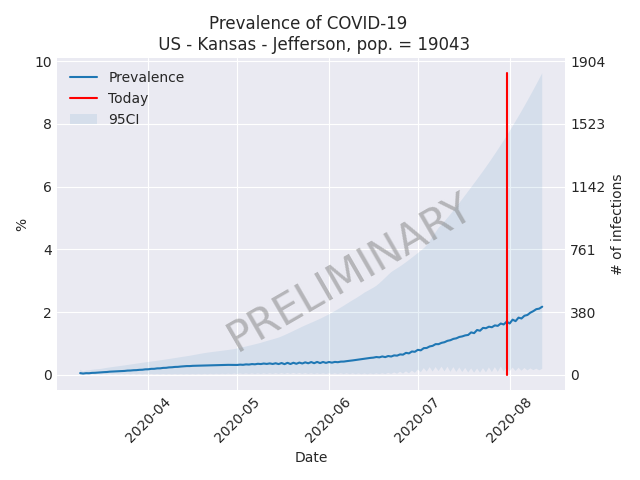 Prevalence of COVID-19
US - Kansas - Jefferson, pop. = 19043
10
8
6
4
2
0
%
Prevalence
Today
95CI
PRELIMINARY
1904
1523
1142
761
380
0
# of infections
2020-04
2020-05
2020-06
2020-07
2020-08
Date